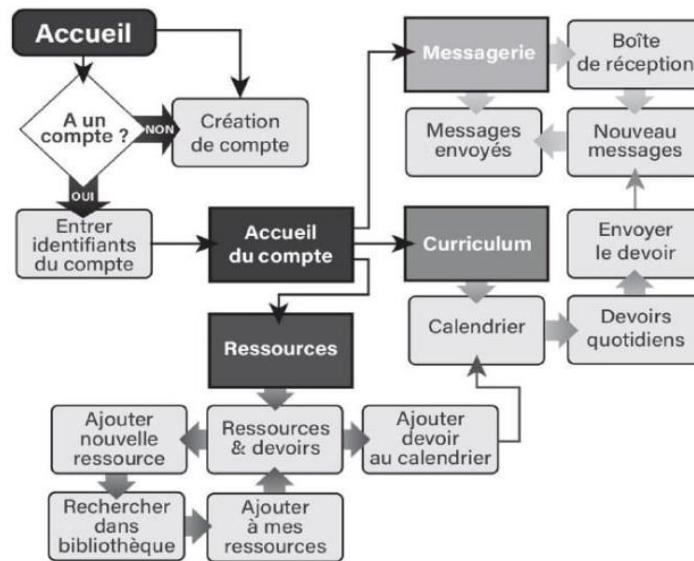 Accueil
A un
compte ?
NON
OUI
Création
de compte
Entrer
identifiants
du compte
Accueil
du compte
Messagerie
Boîte
de réception
Messages
envoyés
Nouveau
messages
Curriculum
Envoyer
le devoir
Calendrier
Devoirs
quotidiens
Ressources
Ajouter
nouvelle
ressource
Ressources
& devoirs
Ajouter
devoir
au calendrier
Rechercher
dans
bibliothèque
Ajouter
à mes
ressources